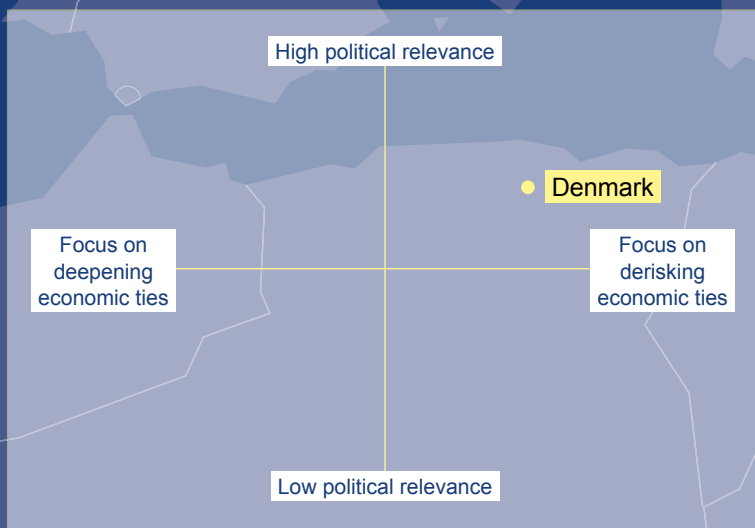 High political relevance
Denmark
Focus on
deepening
economic ties
Focus on
derisking
economic ties
Low political relevance